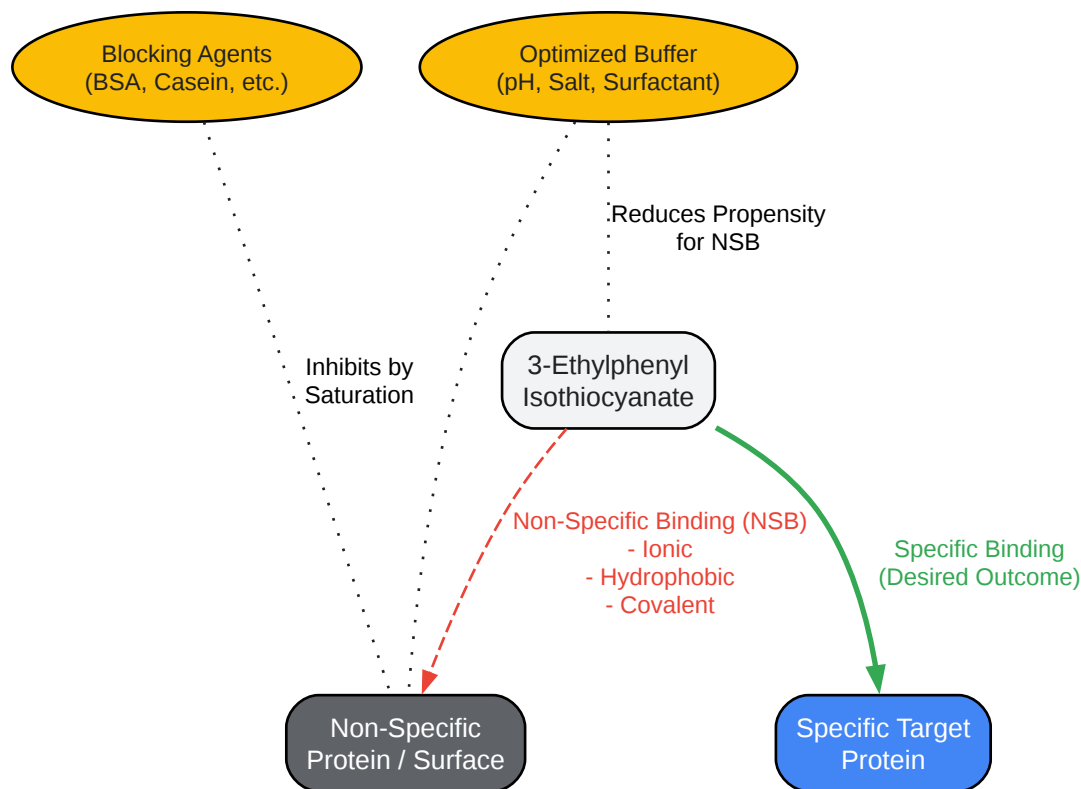 Blocking Agents
(BSA, Casein, etc.)
Optimized Buffer
(pH, Salt, Surfactant)
Reduces Propensity
for NSB
Inhibits by
Saturation
3-Ethylphenyl
Isothiocyanate
Non-Specific Binding (NSB)
- Ionic
- Hydrophobic
- Covalent
Specific Binding
(Desired Outcome)
Non-Specific
Protein / Surface
Specific Target
Protein